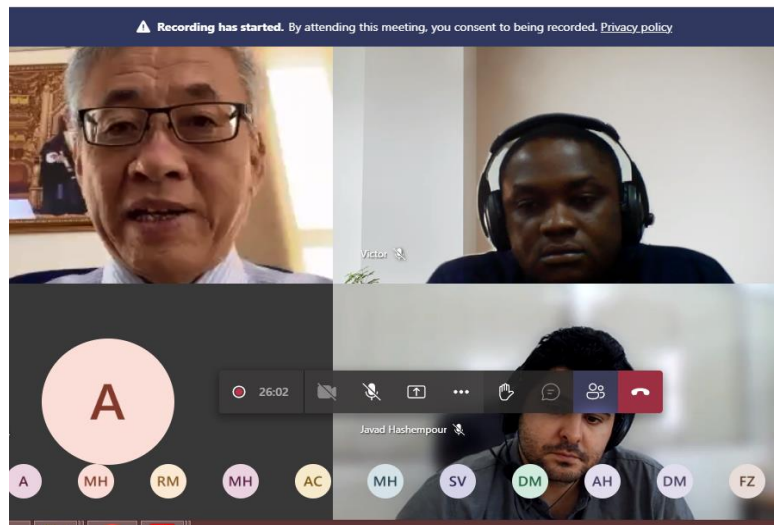 Recording has started. By attending this meeting, you consent to being recorded. Privacy policy
Victor
A
26:02
Javad Hashempour
A MH RM MH AC MH SV DM AH DM FZ